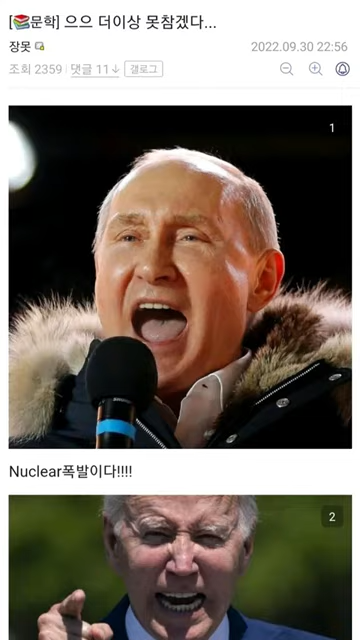 [📚문학] 으으 더이상 못참겠다...
장못
2022.09.30 22:56
조회 2359 댓글 11↓ 갤로그
1
Nuclear폭발이다!!!!
2